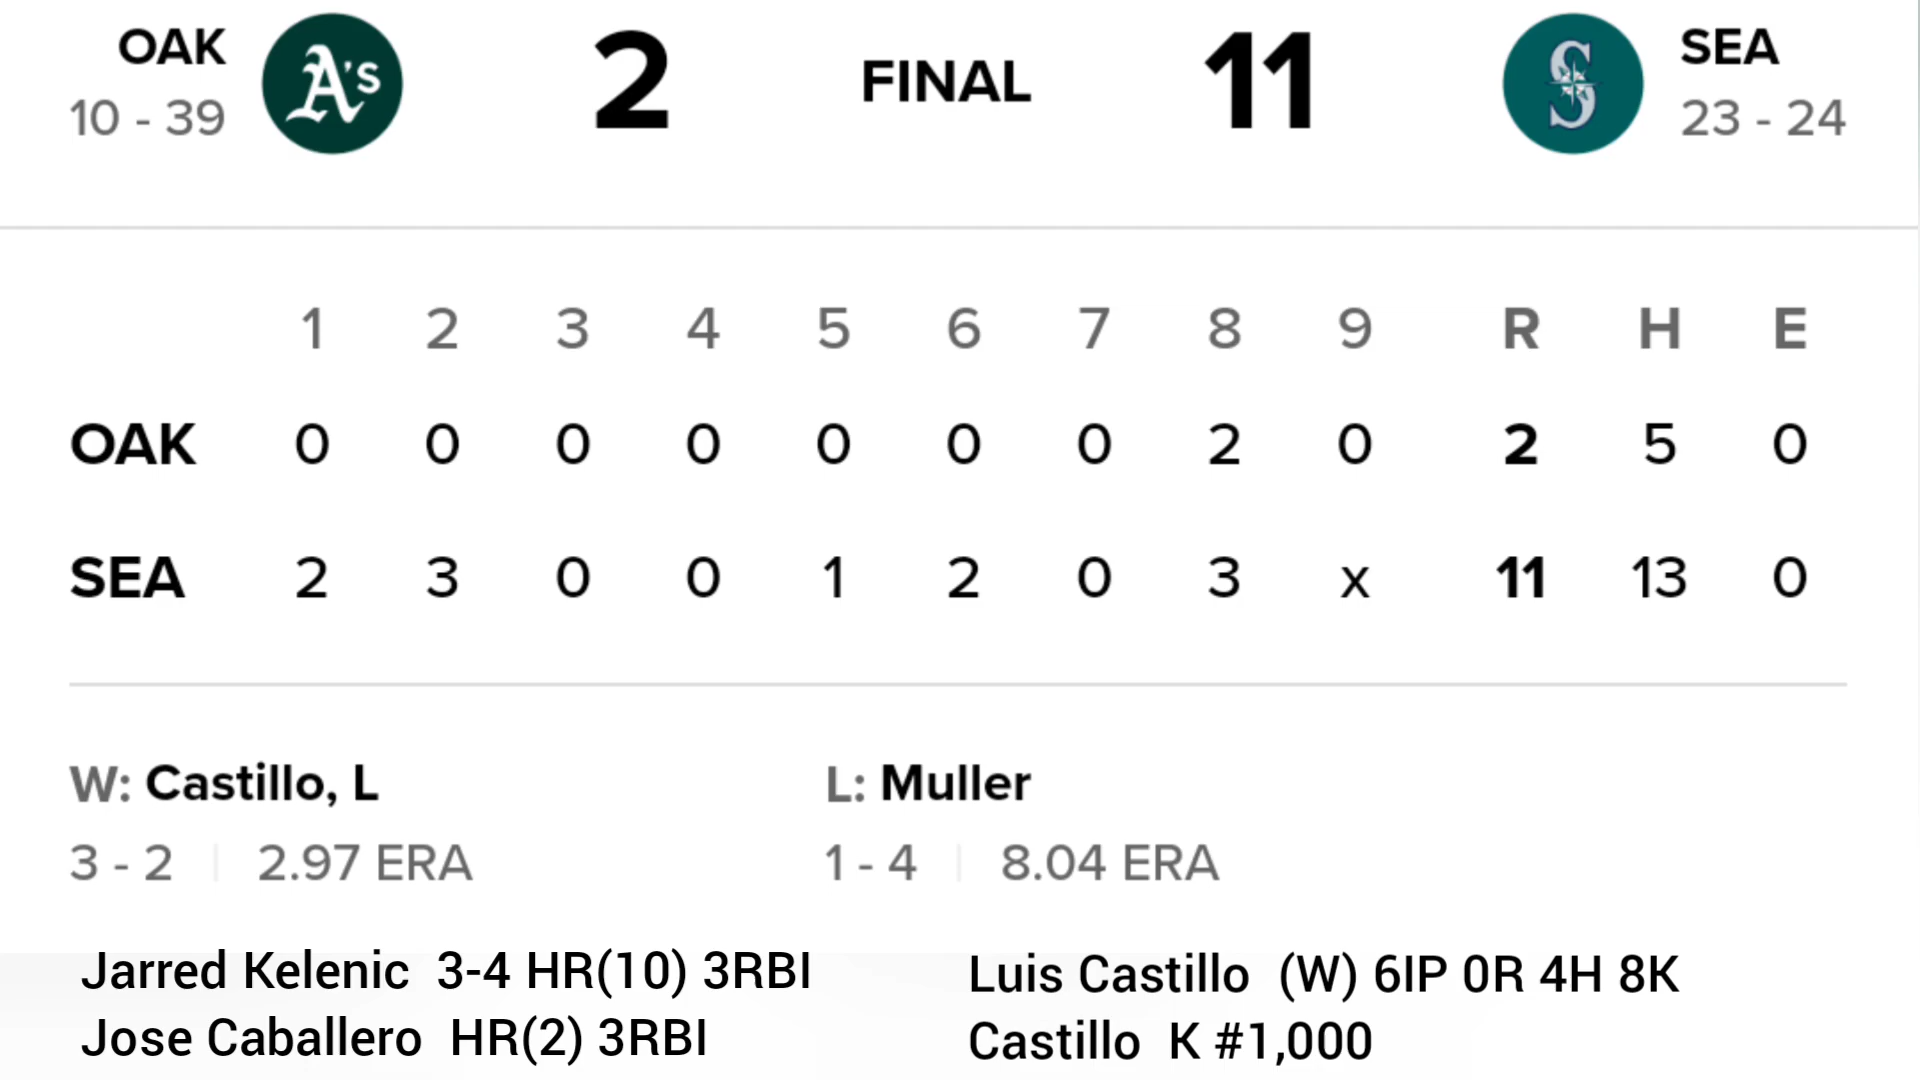 OAK 2 FINAL 11 SEA
10 - 39 A's S 23 - 24
1 2 3 4 5 6 7 8 9 R H E
OAK 0 0 0 0 0 0 0 2 0 2 5 0
SEA 2 3 0 0 1 2 0 3 x 11 13 0
W: Castillo, L L: Muller
3 - 2 | 2.97 ERA 1 - 4 | 8.04 ERA
Jarred Kelenic 3-4 HR(10) 3RBI Luis Castillo (W) 6IP 0R 4H 8K
Jose Caballero HR(2) 3RBI Castillo K #1,000